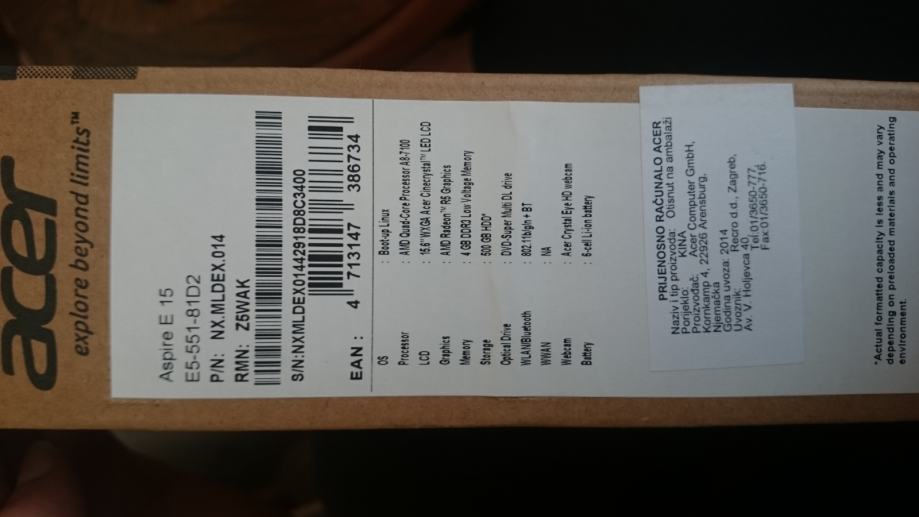 acer
explore beyond limits™
Aspire E 15
E5-551-81D2
P/N: NX.MLDEX.014
RMN: Z5WAK
S/N:NXMLDEX01442918D8C3400
EAN : 4 713147 386734
OS : Boot-up Linux
Processor : AMD Quad-Core Processor A8-7100
LCD : 15.6" WXGA Acer Cinecrystal™ LED LCD
Graphics : AMD Radeon™ R5 Graphics
Memory : 4 GB DDR3 Low Voltage Memory
Storage : 500 GB HDD*
Optical Drive : DVD-Super Multi DL drive
WLAN/Bluetooth : 802.11b/g/n + BT
WWAN : NA
Webcam : Acer Crystal Eye HD webcam
Battery : 6-cell Li-ion battery
PRIJENOSNO RAČUNALO ACER
Naziv i tip proizvoda: Otisnut na ambalaži
Porijeklo: KINA
Proizvođač: Acer Computer GmbH,
Kornkamp 4, 22926 Arensburg,
Njemačka
Godina uvoza: 2014
Uvoznik: Recro d.d., Zagreb,
Av. V. Holjevca 40,
Tel:01/3650-777,
Fax:01/3650-716.
*Actual formatted capacity is less and may vary
depending on preloaded materials and operating
environment.